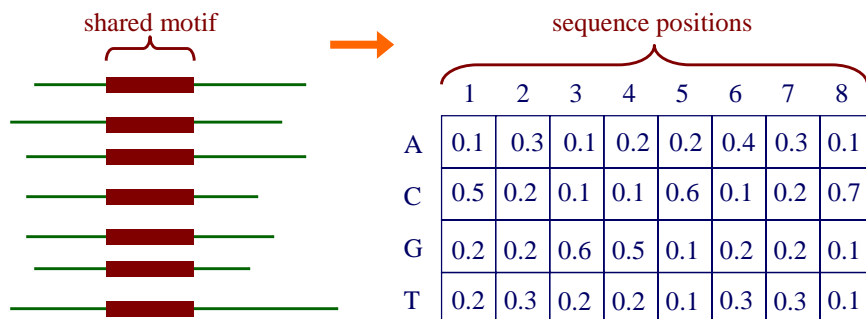 shared motif
sequence positions
1 2 3 4 5 6 7 8
A 0.1 0.3 0.1 0.2 0.2 0.4 0.3 0.1
C 0.5 0.2 0.1 0.1 0.6 0.1 0.2 0.7
G 0.2 0.2 0.6 0.5 0.1 0.2 0.2 0.1
T 0.2 0.3 0.2 0.2 0.1 0.3 0.3 0.1